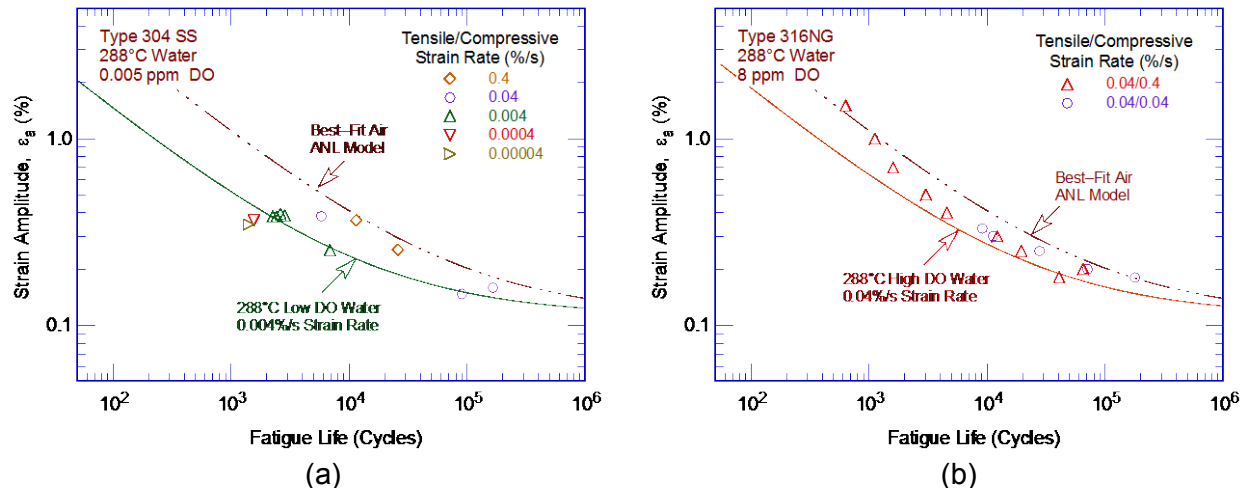 Type 304 SS
288°C Water
0.005 ppm DO
Tensile/Compressive
Strain Rate (%/s)
0.4
0.04
0.004
0.0004
0.00004
Best–Fit Air
ANL Model
288°C Low DO Water
0.004%/s Strain Rate
Strain Amplitude, εa (%)
1.0
0.1
10² 10³ 10⁴ 10⁵ 10⁶
Fatigue Life (Cycles)
(a)
Type 316NG
288°C Water
8 ppm DO
Tensile/Compressive
Strain Rate (%/s)
0.04/0.4
0.04/0.04
Best–Fit Air
ANL Model
288°C High DO Water
0.04%/s Strain Rate
Strain Amplitude, εa (%)
1.0
0.1
10² 10³ 10⁴ 10⁵ 10⁶
Fatigue Life (Cycles)
(b)